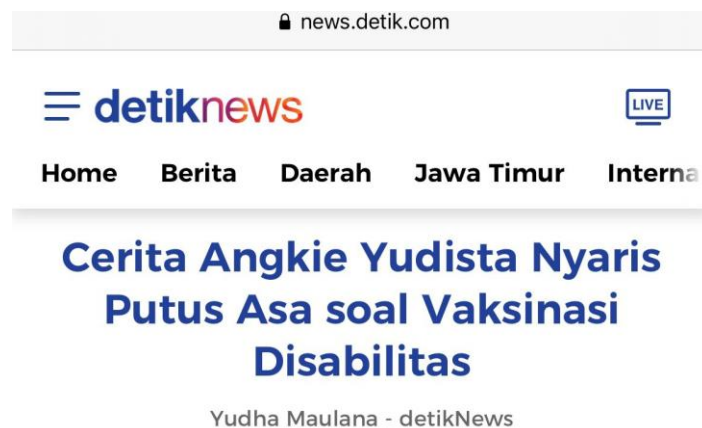 news.detik.com
detiknews
LIVE
Home Berita Daerah Jawa Timur Interna
Cerita Angkie Yudista Nyaris
Putus Asa soal Vaksinasi
Disabilitas
Yudha Maulana - detikNews